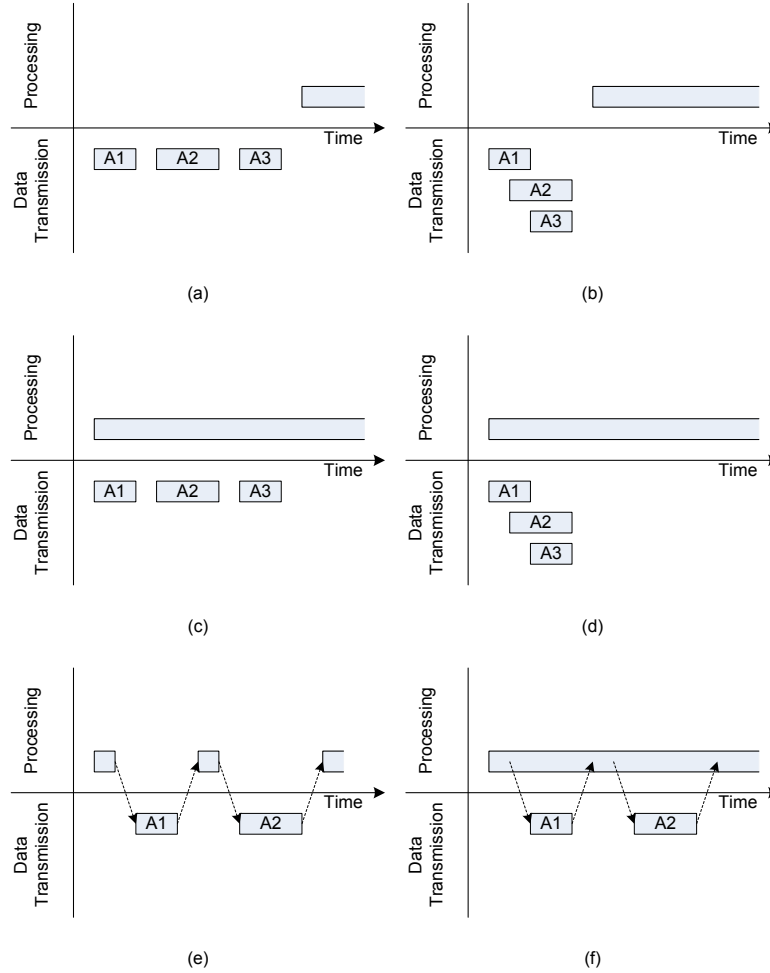 Processing
Time
Data
Transmission
A1
A2
A3
(a)
Processing
Time
Data
Transmission
A1
A2
A3
(b)
Processing
Time
Data
Transmission
A1
A2
A3
(c)
Processing
Time
Data
Transmission
A1
A2
A3
(d)
Processing
Time
Data
Transmission
A1
A2
(e)
Processing
Time
Data
Transmission
A1
A2
(f)